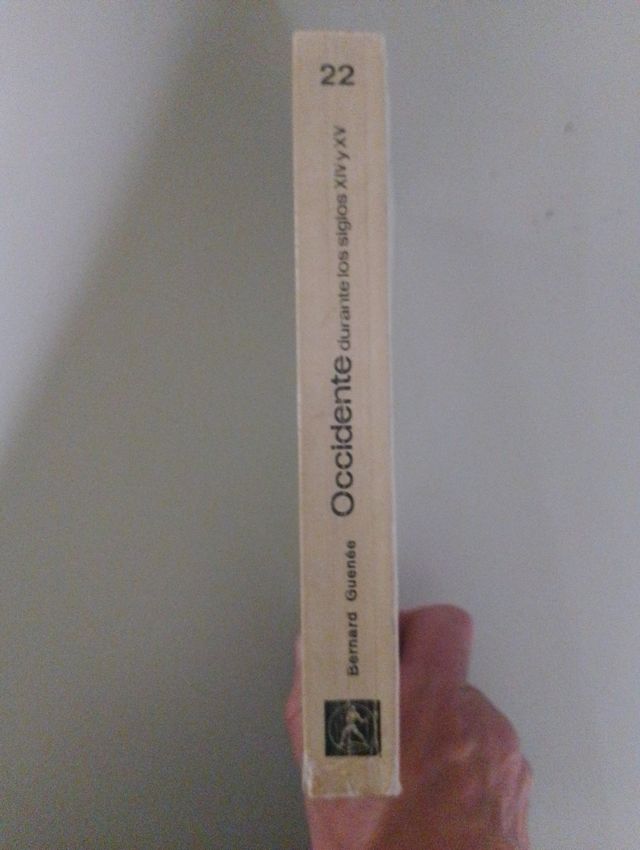 22
Occidente durante los siglos XIV y XV
Bernard Guenée